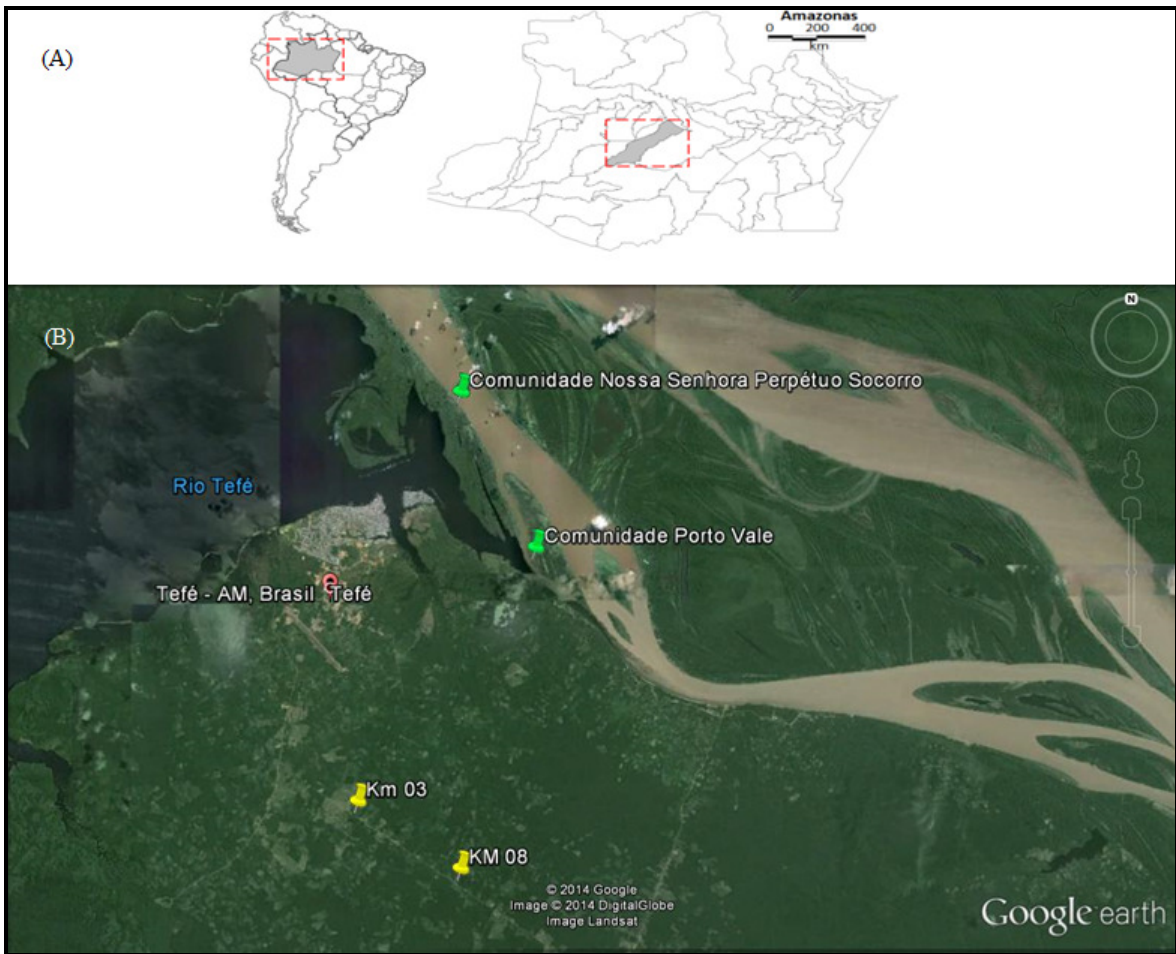 (A)
Amazonas
0 200 400
km
(B)
N
Comunidade Nossa Senhora Perpétuo Socorro
Rio Tefé
Comunidade Porto Vale
Tefé - AM, Brasil Tefé
Km 03
KM 08
© 2014 Google
Image © 2014 DigitalGlobe
Image Landsat
Google earth